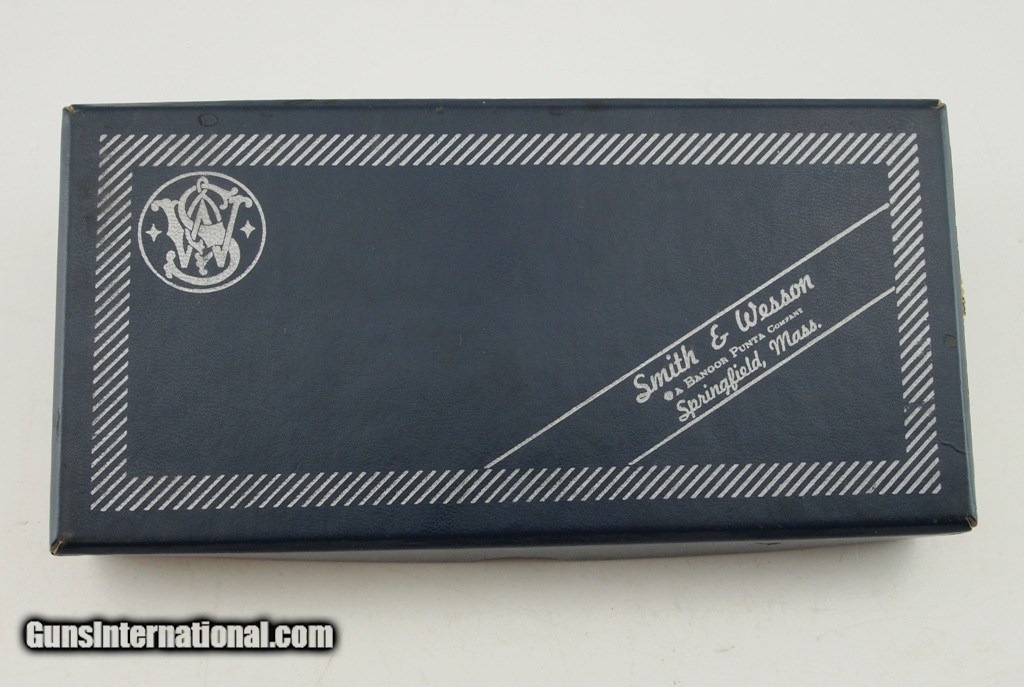 Smith & Wesson
A BANGOR PUNTA COMPANY
Springfield, Mass.
GunsInternational.com